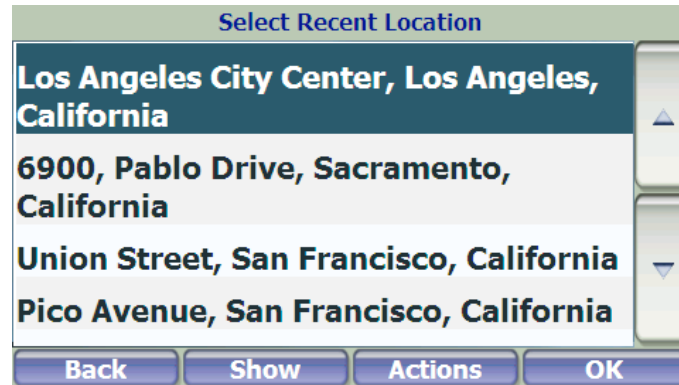 Select Recent Location
Los Angeles City Center, Los Angeles,
California
6900, Pablo Drive, Sacramento,
California
Union Street, San Francisco, California
Pico Avenue, San Francisco, California
Back Show Actions OK